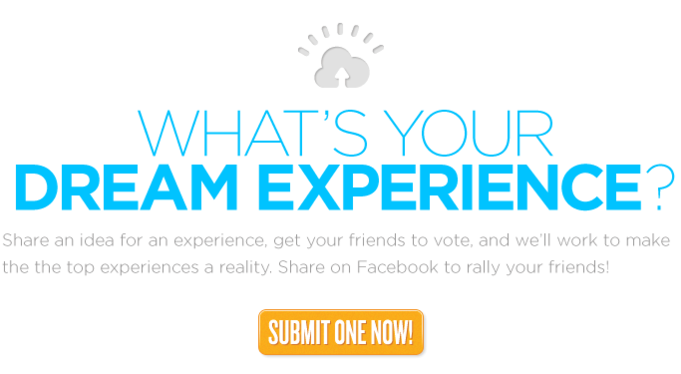 WHAT'S YOUR
DREAM EXPERIENCE?
Share an idea for an experience, get your friends to vote, and we'll work to make
the the top experiences a reality. Share on Facebook to rally your friends!
SUBMIT ONE NOW!